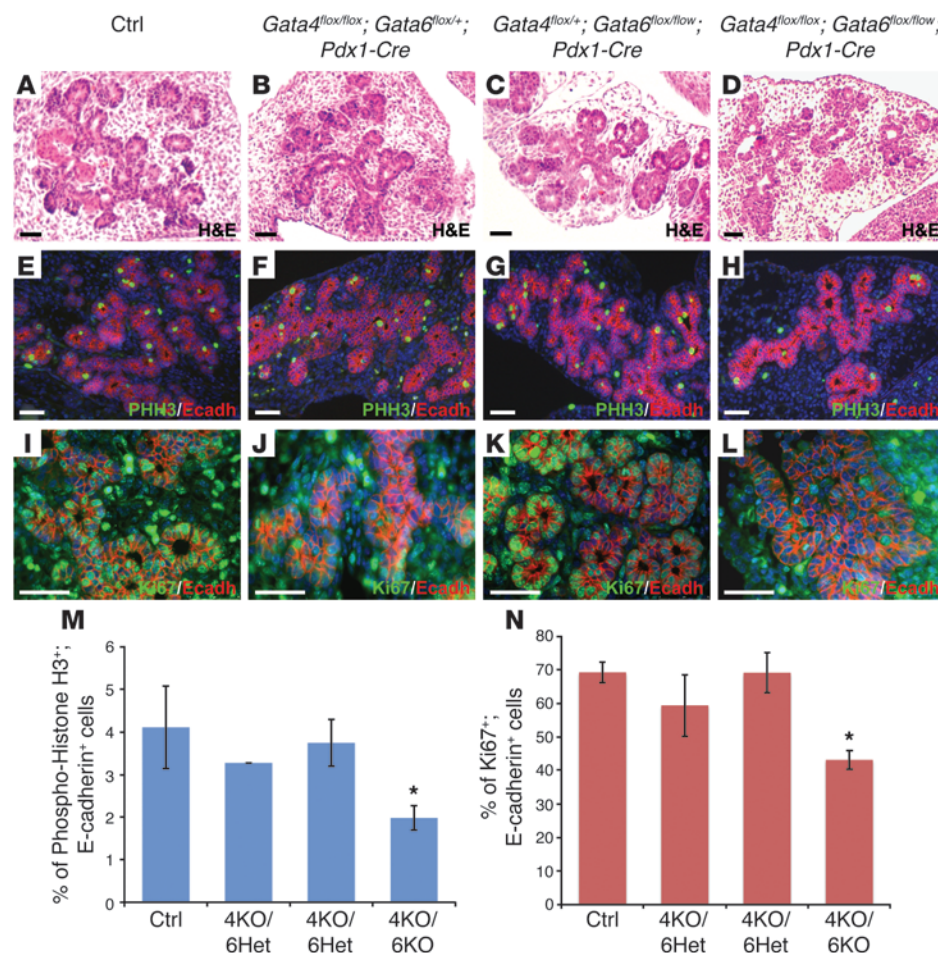 Ctrl
Gata4flox/flox; Gata6flox/+;
Pdx1-Cre
Gata4flox/+; Gata6flox/flow;
Pdx1-Cre
Gata4flox/flox; Gata6flox/flow;
Pdx1-Cre
A
H&E
B
H&E
C
H&E
D
H&E
E
PHH3/Ecadh
F
PHH3/Ecadh
G
PHH3/Ecadh
H
PHH3/Ecadh
I
Ki67/Ecadh
J
Ki67/Ecadh
K
Ki67/Ecadh
L
Ki67/Ecadh
M
% of Phospho-Histone H3+;
E-cadherin+ cells
6
5
4
3
2
1
0
*
Ctrl
4KO/
6Het
4KO/
6Het
4KO/
6KO
N
% of Ki67+;
E-cadherin+ cells
80
70
60
50
40
30
20
10
0
*
Ctrl
4KO/
6Het
4KO/
6Het
4KO/
6KO